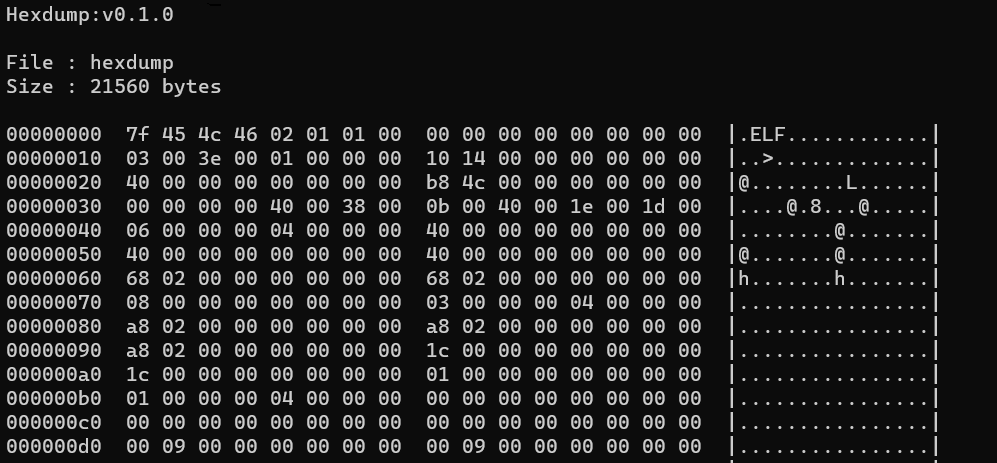 Hexdump:v0.1.0
File : hexdump
Size : 21560 bytes
00000000  7f 45 4c 46 02 01 01 00  00 00 00 00 00 00 00 00  |.ELF............|
00000010  03 00 3e 00 01 00 00 00  10 14 00 00 00 00 00 00  |..>.............|
00000020  40 00 00 00 00 00 00 00  b8 4c 00 00 00 00 00 00  |@........L......|
00000030  00 00 00 00 40 00 38 00  0b 00 40 00 1e 00 1d 00  |....@.8...@.....|
00000040  06 00 00 00 04 00 00 00  40 00 00 00 00 00 00 00  |........@.......|
00000050  40 00 00 00 00 00 00 00  40 00 00 00 00 00 00 00  |@.......@.......|
00000060  68 02 00 00 00 00 00 00  68 02 00 00 00 00 00 00  |h.......h.......|
00000070  08 00 00 00 00 00 00 00  03 00 00 00 04 00 00 00  |................|
00000080  a8 02 00 00 00 00 00 00  a8 02 00 00 00 00 00 00  |................|
00000090  a8 02 00 00 00 00 00 00  1c 00 00 00 00 00 00 00  |................|
000000a0  1c 00 00 00 00 00 00 00  01 00 00 00 00 00 00 00  |................|
000000b0  01 00 00 00 04 00 00 00  00 00 00 00 00 00 00 00  |................|
000000c0  00 00 00 00 00 00 00 00  00 00 00 00 00 00 00 00  |................|
000000d0  00 09 00 00 00 00 00 00  00 09 00 00 00 00 00 00  |................|